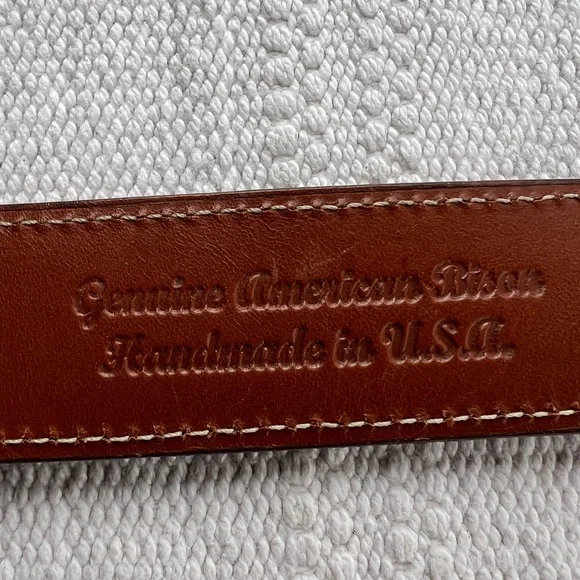 Genuine American Bison
Handmade in U.S.A.